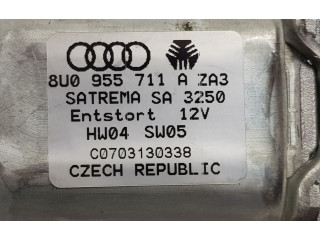 8U0 955 711 A ZA3
SATREMA SA 3250
Entstort 12V
HW04 SW05
C0703130338
CZECH REPUBLIC